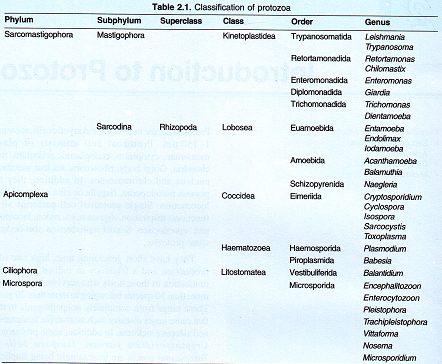 Table 2.1. Classification of protozoa
Phylum Subphylum Superclass Class Order Genus
Sarcomastigophora Mastigophora Kinetoplastidea Trypanosomatida Leishmania
Trypanosoma
Retortamonadida Retortamonas
Chilomastix
Enteromonadida Enteromonas
Diplomonadida Giardia
Trichomonadida Trichomonas
Dientamoeba
Sarcodina Rhizopoda Lobosea Euamoebida Entamoeba
Endolimax
Iodamoeba
Amoebida Acanthamoeba
Balamuthia
Schizopyrenida Naegleria
Apicomplexa Coccidea Eimeriida Cryptosporidium
Cyclospora
Isospora
Sarcocystis
Toxoplasma
Haematozoea Haemosporida Plasmodium
Piroplasmida Babesia
Ciliophora Litostomatea Vestibuliferida Balantidium
Microspora Microsporida Encephalitozoon
Enterocytozoon
Pleistophora
Trachipleistophora
Vittaforma
Nosema
Microsporidium